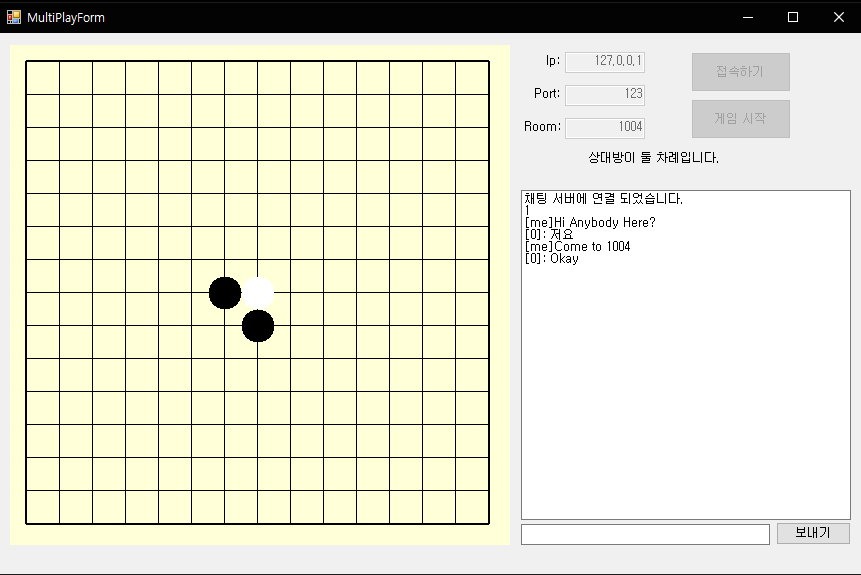 MultiPlayForm
Ip: 127.0.0.1
접속하기
Port: 123
게임 시작
Room: 1004
상대방이 둘 차례입니다.
채팅 서버에 연결 되었습니다.
1
[me]Hi Anybody Here?
[0]: 저요
[me]Come to 1004
[0]: Okay
보내기